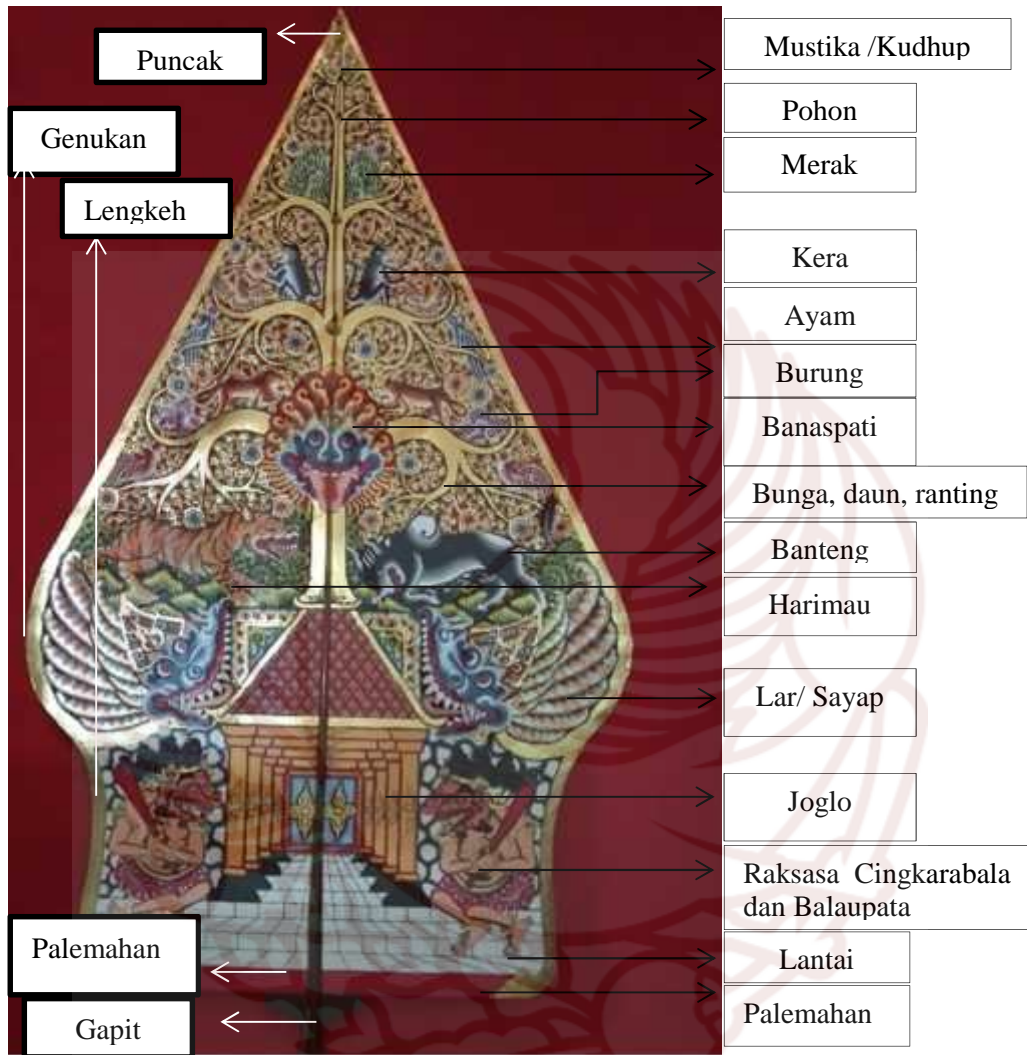 Puncak
Genukan
Lengkeh
Palemahan
Gapit
Mustika /Kudhup
Pohon
Merak
Kera
Ayam
Burung
Banaspati
Bunga, daun, ranting
Banteng
Harimau
Lar/ Sayap
Joglo
Raksasa Cingkarabala
dan Balaupata
Lantai
Palemahan